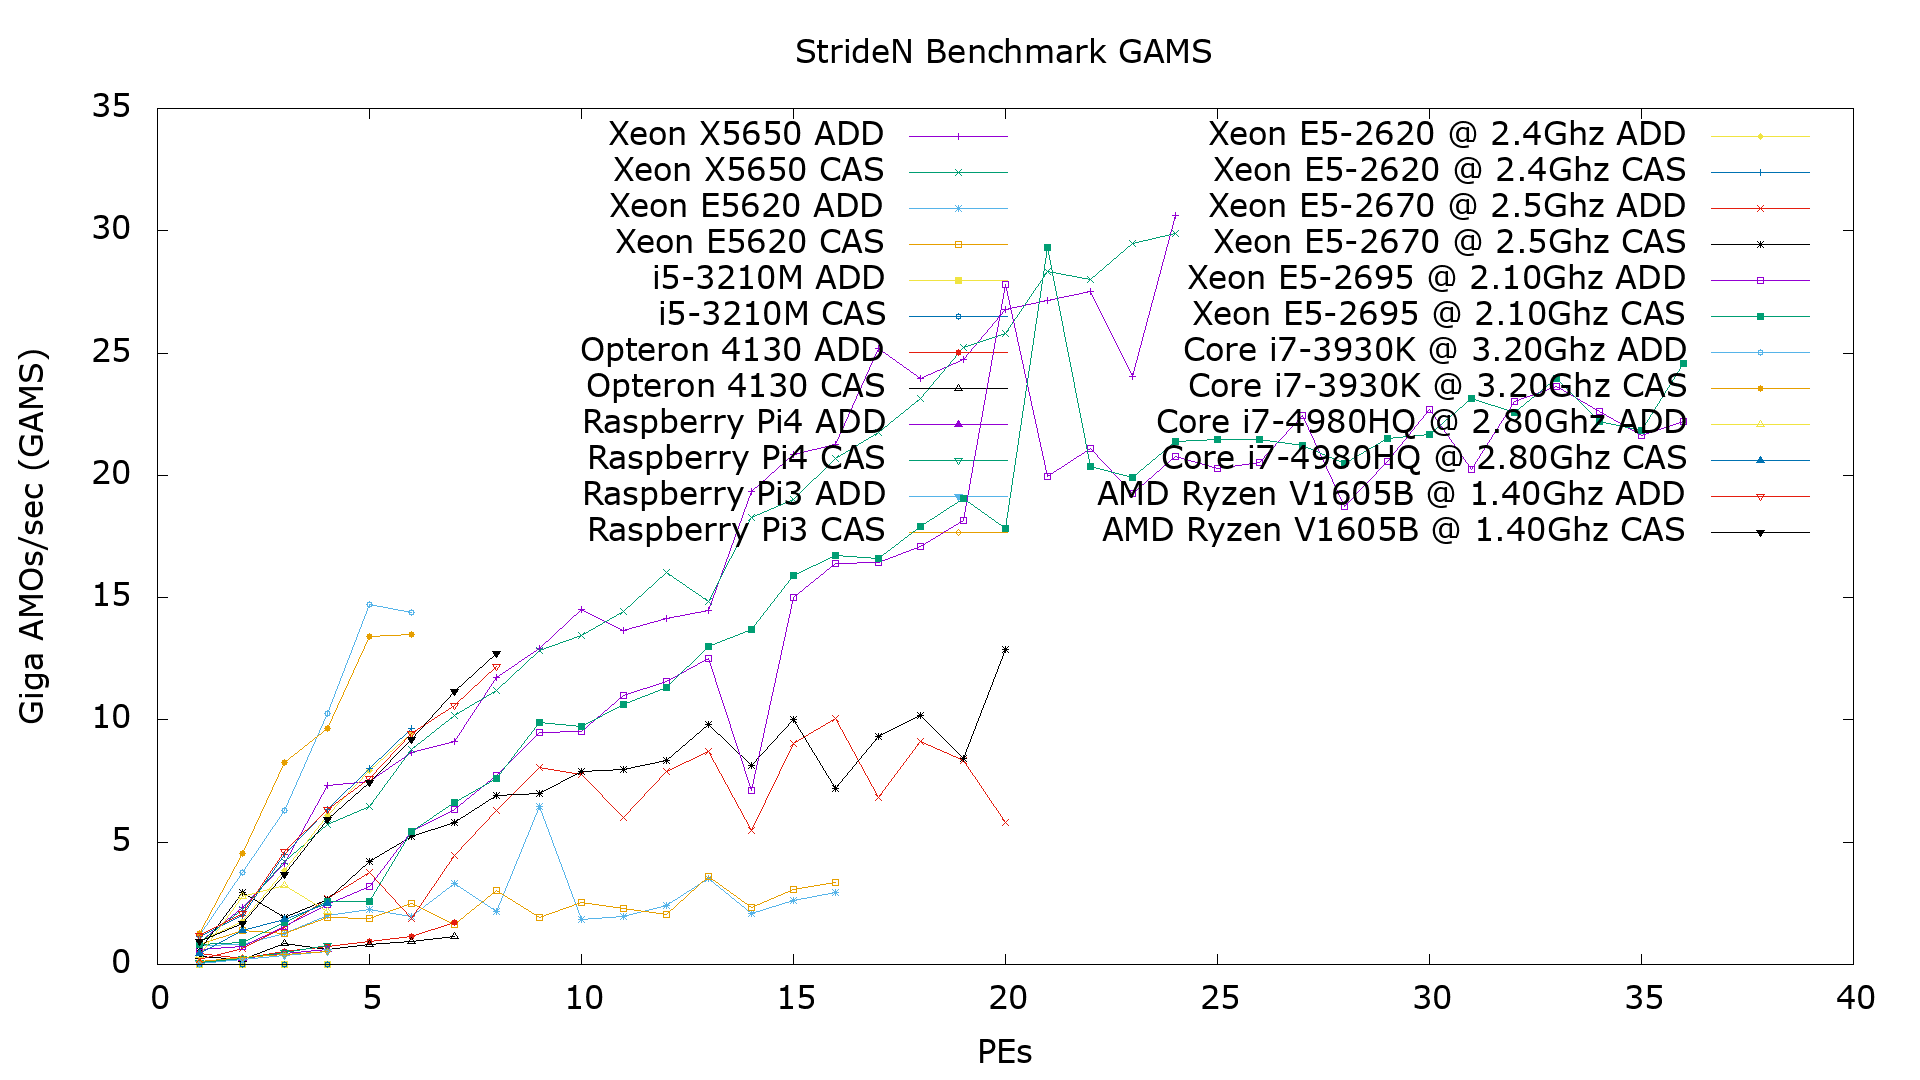 StrideN Benchmark GAMS
Giga AMOs/sec (GAMS)
35
30
25
20
15
10
5
0
Xeon X5650 ADD
Xeon X5650 CAS
Xeon E5620 ADD
Xeon E5620 CAS
i5-3210M ADD
i5-3210M CAS
Opteron 4130 ADD
Opteron 4130 CAS
Raspberry Pi4 ADD
Raspberry Pi4 CAS
Raspberry Pi3 ADD
Raspberry Pi3 CAS
Xeon E5-2620 @ 2.4Ghz ADD
Xeon E5-2620 @ 2.4Ghz CAS
Xeon E5-2670 @ 2.5Ghz ADD
Xeon E5-2670 @ 2.5Ghz CAS
Xeon E5-2695 @ 2.10Ghz ADD
Xeon E5-2695 @ 2.10Ghz CAS
Core i7-3930K @ 3.20Ghz ADD
Core i7-3930K @ 3.20Ghz CAS
Core i7-4980HQ @ 2.80Ghz ADD
Core i7-4980HQ @ 2.80Ghz CAS
AMD Ryzen V1605B @ 1.40Ghz ADD
AMD Ryzen V1605B @ 1.40Ghz CAS
0 5 10 15 20 25 30 35 40
PEs